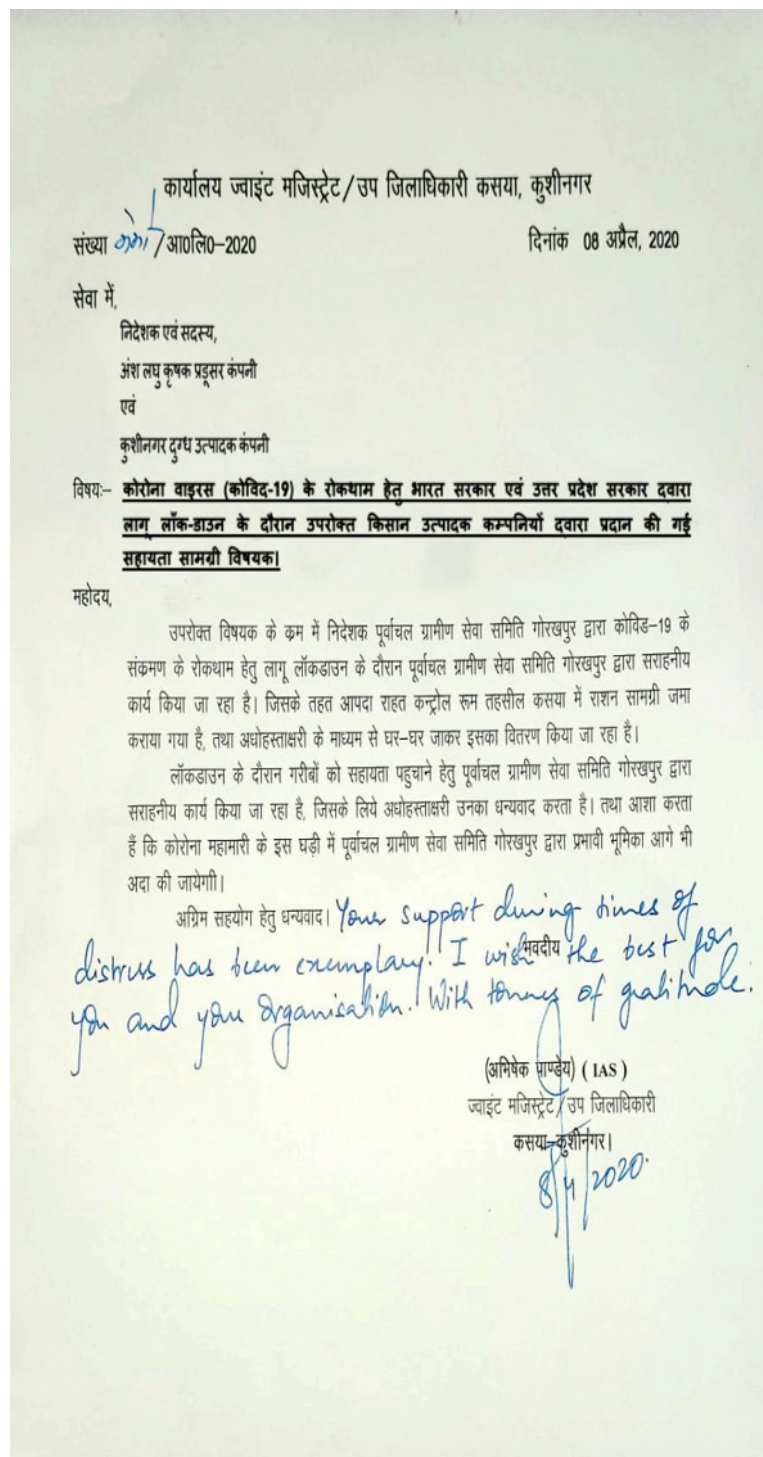 कार्यालय ज्वाइंट मजिस्ट्रेट/उप जिलाधिकारी कसया, कुशीनगर
संख्या /आ0लि0-2020 दिनांक 08 अप्रैल, 2020
सेवा में,
निदेशक एवं सदस्य,
अंश लघु कृषक प्रडूसर कंपनी
एवं
कुशीनगर दुग्ध उत्पादक कंपनी
विषयः– कोरोना वाइरस (कोविद-19) के रोकथाम हेतु भारत सरकार एवं उत्तर प्रदेश सरकार दवारा
लागू लॉक-डाउन के दौरान उपरोक्त किसान उत्पादक कम्पनियों दवारा प्रदान की गई
सहायता सामग्री विषयक।
महोदय,
उपरोक्त विषयक के क्रम में निदेशक पूर्वाचल ग्रामीण सेवा समिति गोरखपुर द्वारा कोविड–19 के
संक्रमण के रोकथाम हेतु लागू लॉकडाउन के दौरान पूर्वाचल ग्रामीण सेवा समिति गोरखपुर द्वारा सराहनीय
कार्य किया जा रहा है। जिसके तहत आपदा राहत कन्ट्रोल रूम तहसील कसया में राशन सामग्री जमा
कराया गया है, तथा अधोहस्ताक्षरी के माध्यम से घर–घर जाकर इसका वितरण किया जा रहा है।
लॉकडाउन के दौरान गरीबों को सहायता पहुचाने हेतु पूर्वाचल ग्रामीण सेवा समिति गोरखपुर द्वारा
सराहनीय कार्य किया जा रहा है, जिसके लिये अधोहस्ताक्षरी उनका धन्यवाद करता है। तथा आशा करता
हैं कि कोरोना महामारी के इस घड़ी में पूर्वाचल ग्रामीण सेवा समिति गोरखपुर द्वारा प्रभावी भूमिका आगे भी
अदा की जायेगाी।
अग्रिम सहयोग हेतु धन्यवाद। Your support during times of
distress has been exemplary. I wish the best for
भवदीय
you and your organisation. With tonnes of gratitude.
(अभिषेक पाण्डेय) ( IAS )
ज्वाइंट मजिस्ट्रेट/उप जिलाधिकारी
कसया–कुशीनगर।
8/4/2020.